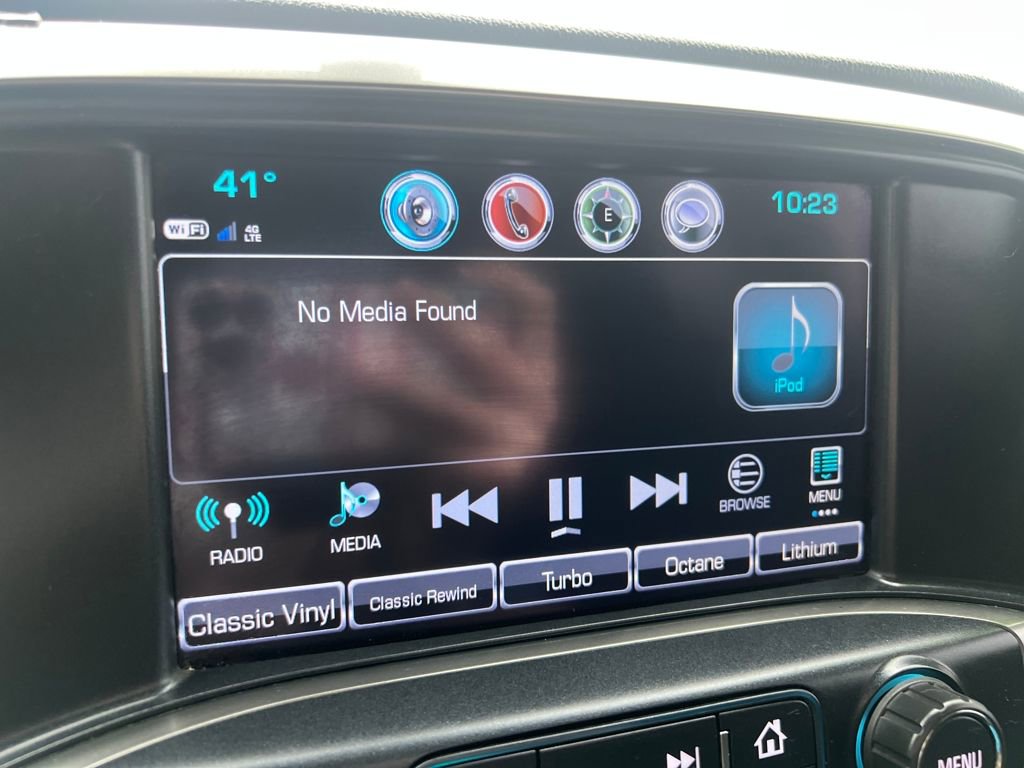 41°
10:23
WiFi
4G
LTE
E
No Media Found
iPod
RADIO
MEDIA
BROWSE
MENU
Classic Vinyl
Classic Rewind
Turbo
Octane
Lithium
MENU